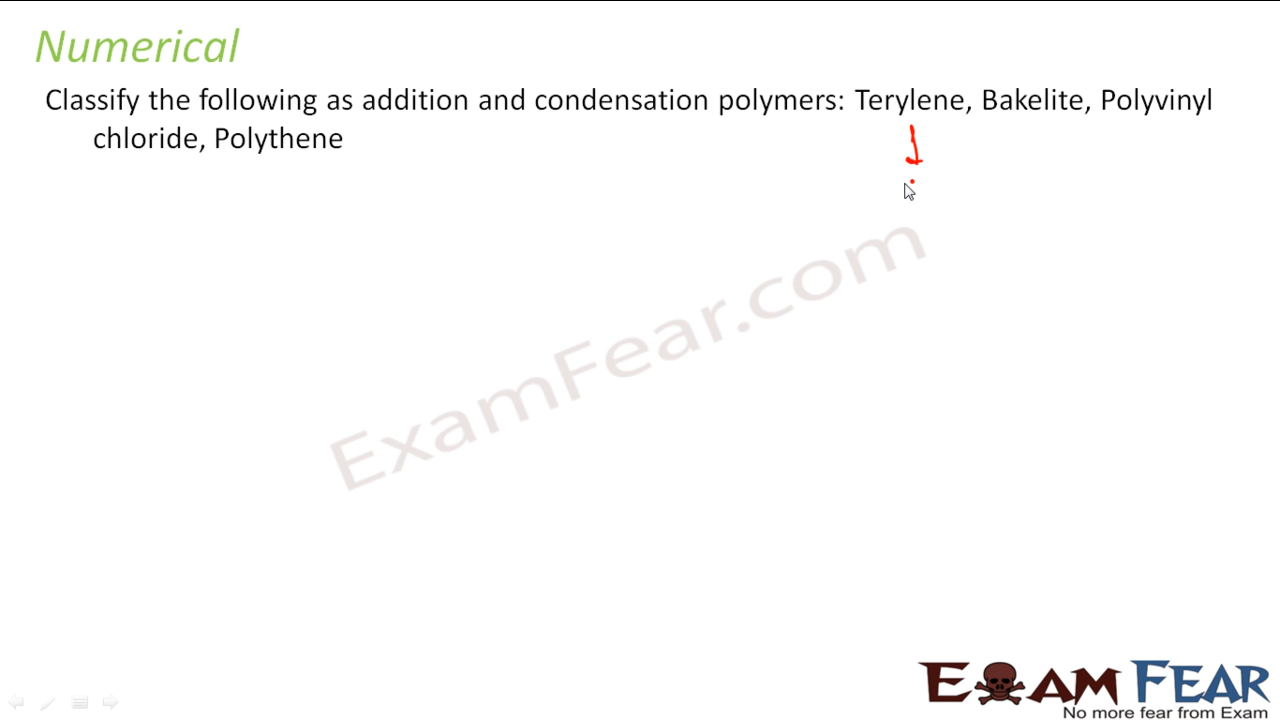 Numerical
Classify the following as addition and condensation polymers: Terylene, Bakelite, Polyvinyl
chloride, Polythene
ExamFear.com
EXAM FEAR
No more fear from Exam